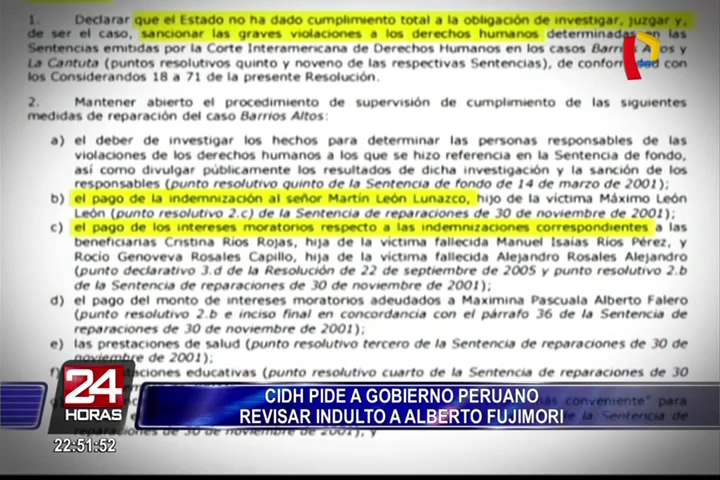 1. Declarar que el Estado no ha dado cumplimiento total a la obligación de investigar, juzgar y,
de ser el caso, sancionar las graves violaciones a los derechos humanos determinadas en las
Sentencias emitidas por la Corte Interamericana de Derechos Humanos en los casos Barrios Altos y
La Cantuta (puntos resolutivos quinto y noveno de las respectivas Sentencias), de conformidad con
los Considerandos 18 a 71 de la presente Resolución.
2. Mantener abierto el procedimiento de supervisión de cumplimiento de las siguientes
medidas de reparación del caso Barrios Altos:
a) el deber de investigar los hechos para determinar las personas responsables de las
violaciones de los derechos humanos a los que se hizo referencia en la Sentencia de fondo,
así como divulgar públicamente los resultados de dicha investigación y la sanción de los
responsables (punto resolutivo quinto de la Sentencia de fondo de 14 de marzo de 2001);
b) el pago de la indemnización al señor Martín León Lunazco, hijo de la víctima Máximo León
León (punto resolutivo 2.c) de la Sentencia de reparaciones de 30 de noviembre de 2001);
c) el pago de los intereses moratorios respecto a las indemnizaciones correspondientes a las
beneficiarias Cristina Ríos Rojas, hija de la víctima fallecida Manuel Isaías Ríos Pérez, y
Rocío Genoveva Rosales Capillo, hija de la víctima fallecida Alejandro Rosales Alejandro
(punto declarativo 3.d de la Resolución de 22 de septiembre de 2005 y punto resolutivo 2.b
de la Sentencia de reparaciones de 30 de noviembre de 2001);
d) el pago del monto de intereses moratorios adeudados a Maximina Pascuala Alberto Falero
(punto resolutivo 2.b e inciso final en concordancia con el párrafo 36 de la Sentencia de
reparaciones de 30 de noviembre de 2001);
e) las prestaciones de salud (punto resolutivo tercero de la Sentencia de reparaciones de 30 de
noviembre de 2001);
educativas (punto resolutivo cuarto de la Sentencia de reparaciones de 30
conveniente" para
de la Sentencia de
de 30 de noviembre de 2001), y
24
HORAS
CIDH PIDE A GOBIERNO PERUANO
REVISAR INDULTO A ALBERTO FUJIMORI
22:51:52